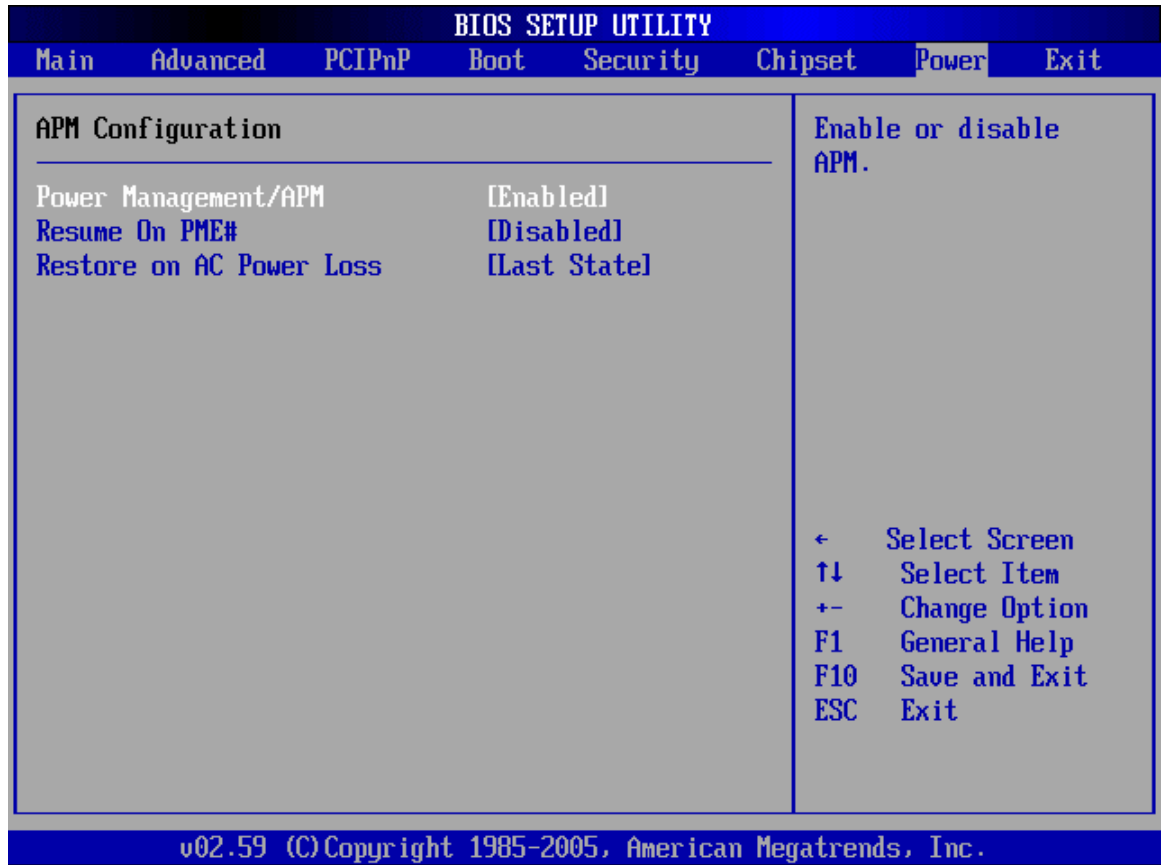 BIOS SETUP UTILITY
Main Advanced PCIPnP Boot Security Chipset Power Exit
APM Configuration
Power Management/APM [Enabled]
Resume On PME# [Disabled]
Restore on AC Power Loss [Last State]
Enable or disable
APM.
← Select Screen
↑↓ Select Item
+- Change Option
F1 General Help
F10 Save and Exit
ESC Exit
v02.59 (C)Copyright 1985-2005, American Megatrends, Inc.